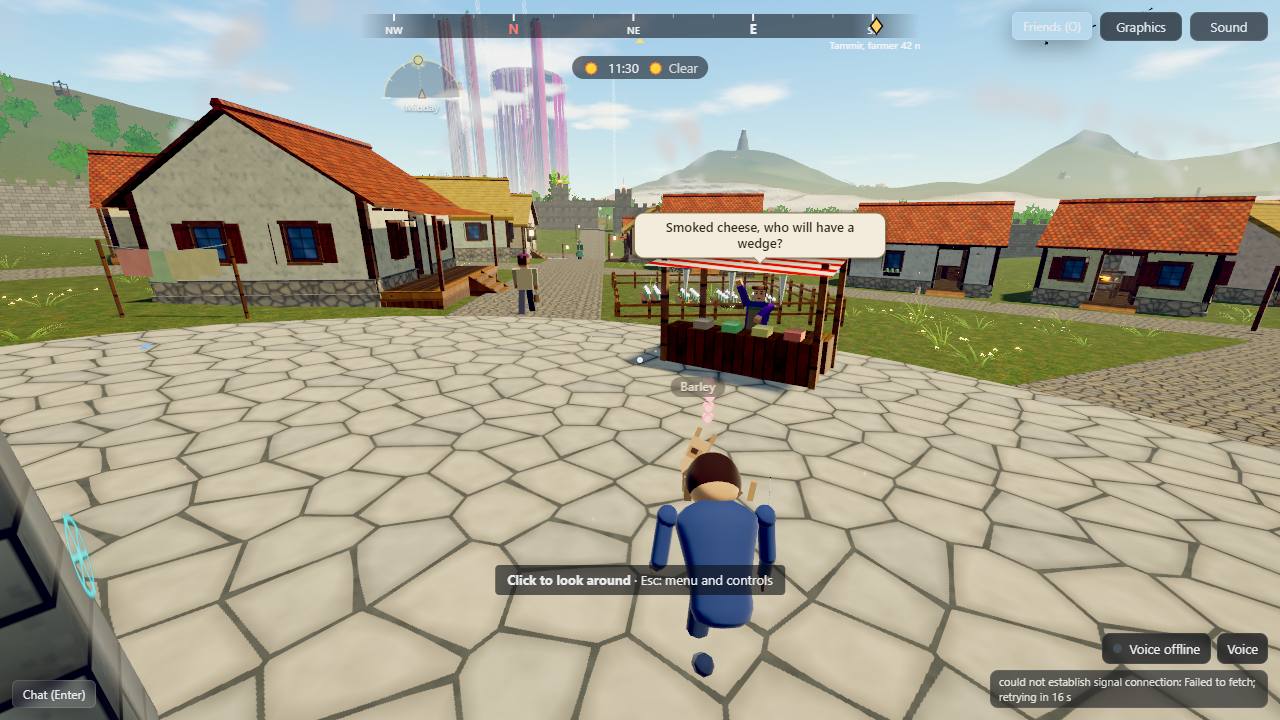 NW
N
NE
E
Tammir, farmer 42 n
Friends (0)
Graphics
Sound
11:30
Clear
Midday
Smoked cheese, who will have a
wedge?
Barley
Click to look around · Esc: menu and controls
Voice offline
Voice
could not establish signal connection: Failed to fetch;
retrying in 16 s
Chat (Enter)